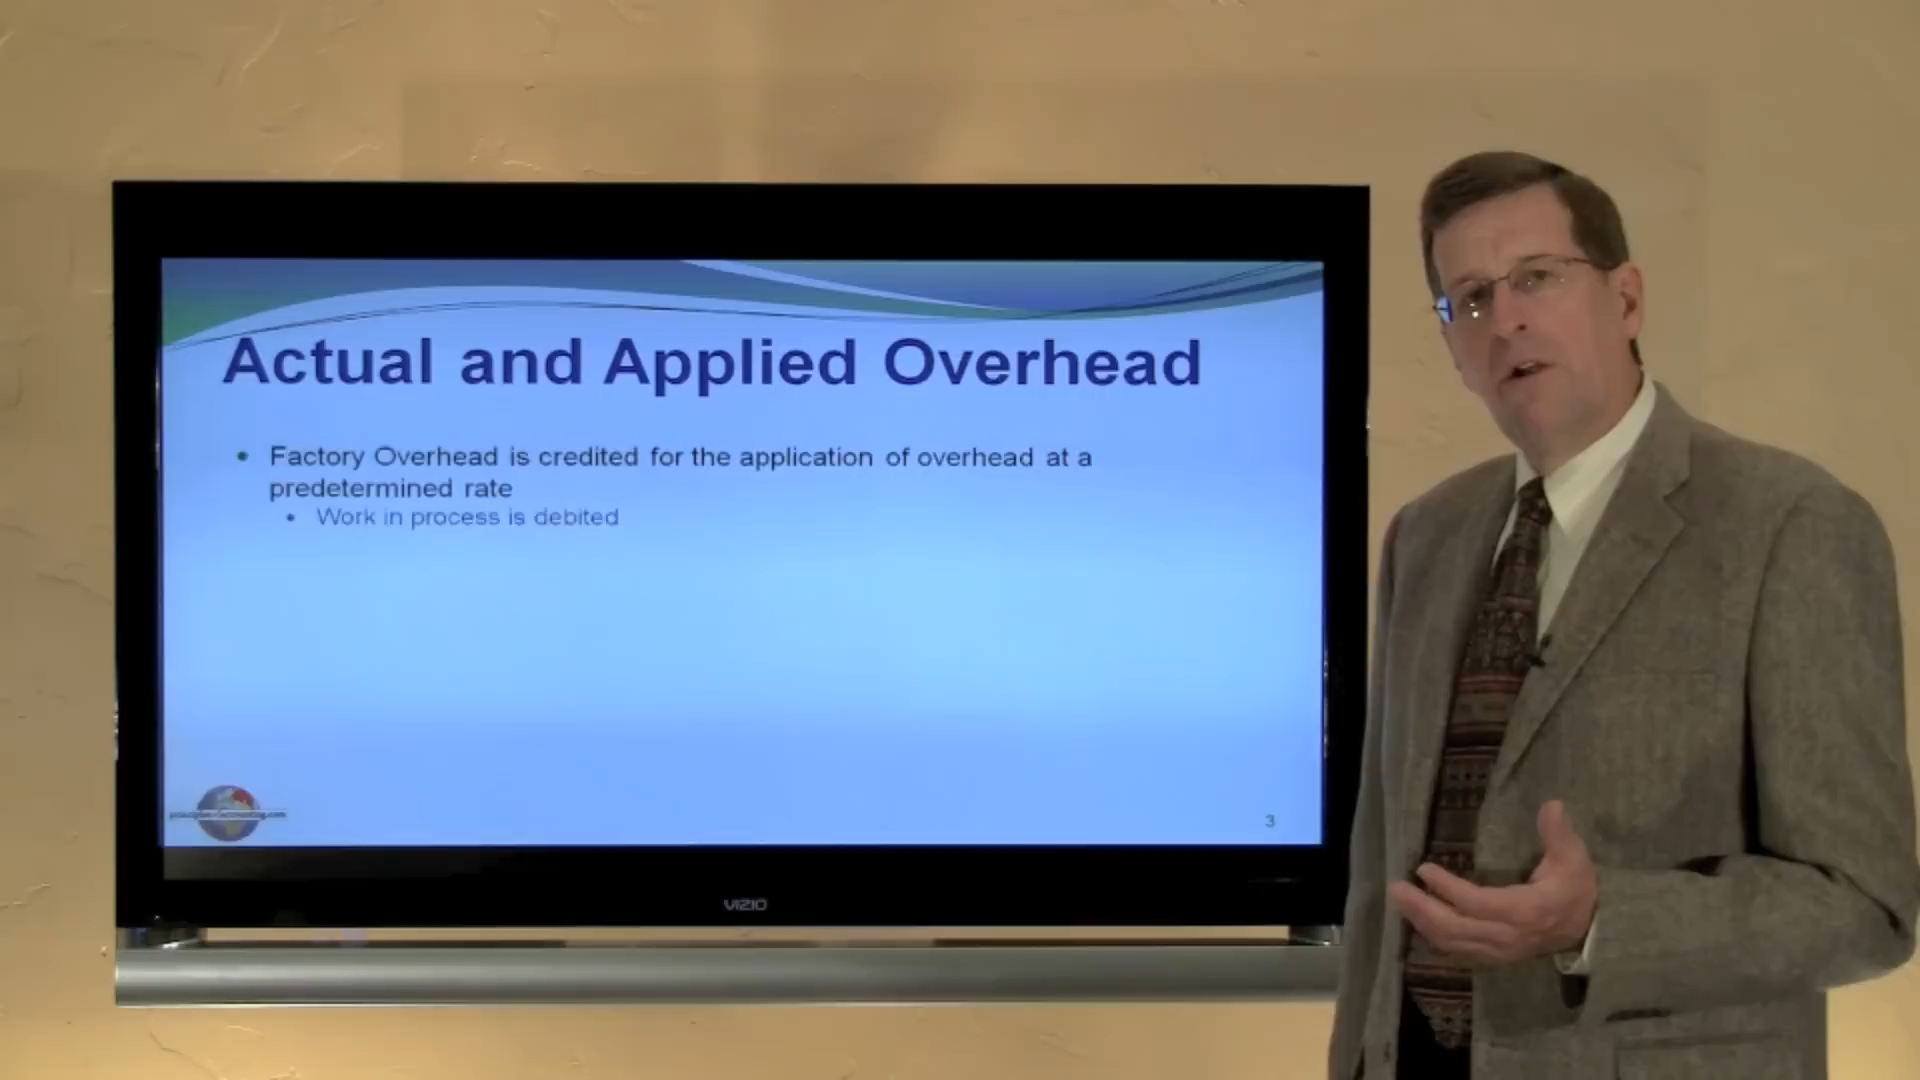 Actual and Applied Overhead
• Factory Overhead is credited for the application of overhead at a
predetermined rate
• Work in process is debited
3
VIZIO